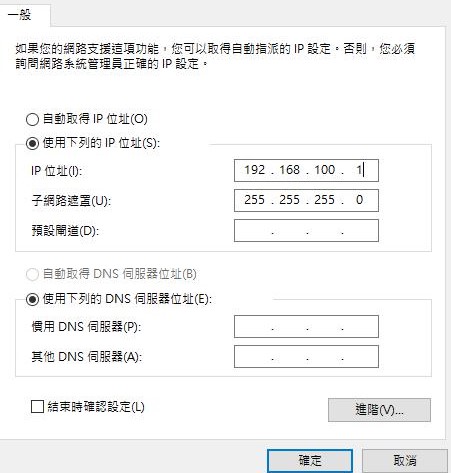 一般
如果您的網路支援這項功能，您可以取得自動指派的 IP 設定。否則，您必須
詢問網路系統管理員正確的 IP 設定。
自動取得 IP 位址(O)
使用下列的 IP 位址(S):
IP 位址(I): 192 . 168 . 100 . 1
子網路遮罩(U): 255 . 255 . 255 . 0
預設閘道(D): . . .
自動取得 DNS 伺服器位址(B)
使用下列的 DNS 伺服器位址(E):
慣用 DNS 伺服器(P): . . .
其他 DNS 伺服器(A): . . .
結束時確認設定(L)
進階(V)...
確定 取消